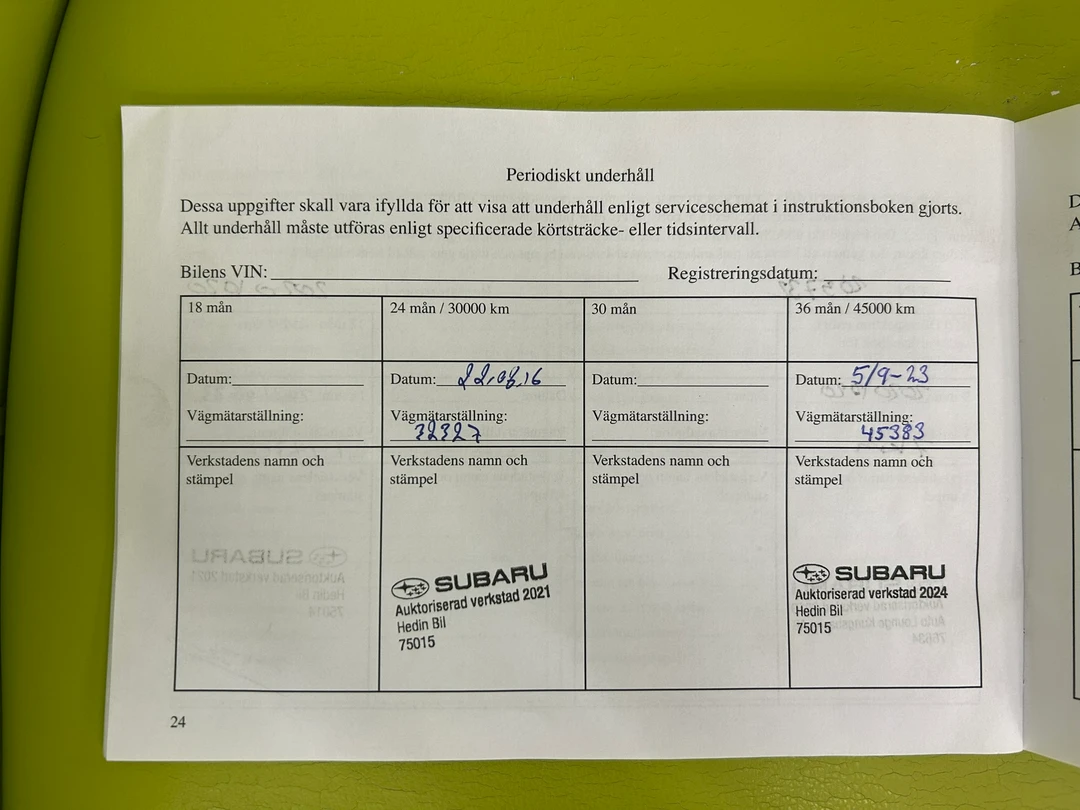 Periodiskt underhåll
Dessa uppgifter skall vara ifyllda för att visa att underhåll enligt serviceschemat i instruktionsboken gjorts.
Allt underhåll måste utföras enligt specificerade körtsträcke- eller tidsintervall.
Bilens VIN: Registreringsdatum:
18 mån
24 mån / 30000 km
30 mån
36 mån / 45000 km
Datum:
Datum: 22.08.16
Datum:
Datum: 5/9-23
Vägmätarställning:
Vägmätarställning:
32327
Vägmätarställning:
Vägmätarställning:
45383
Verkstadens namn och
stämpel
Verkstadens namn och
stämpel
SUBARU
Auktoriserad verkstad 2021
Hedin Bil
75015
Verkstadens namn och
stämpel
Verkstadens namn och
stämpel
SUBARU
Auktoriserad verkstad 2024
Hedin Bil
75015
24